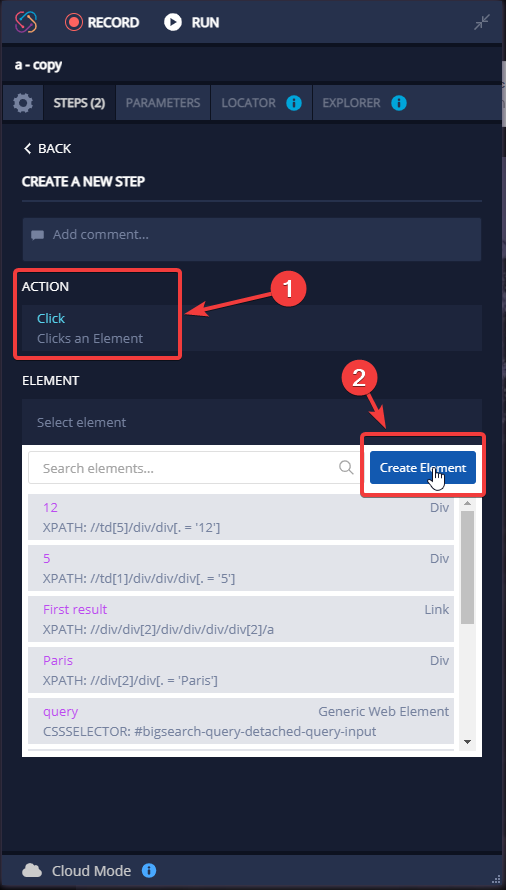 RECORD RUN
a - copy
STEPS (2) PARAMETERS LOCATOR i EXPLORER i
BACK
CREATE A NEW STEP
Add comment...
ACTION
1
Click
Clicks an Element
ELEMENT
2
Select element
Search elements... Create Element
12 Div
XPATH: //td[5]/div/div[. = '12']
5 Div
XPATH: //td[1]/div/div/div[. = '5']
First result Link
XPATH: //div/div[2]/div/div/div/div[2]/a
Paris Div
XPATH: //div[2]/div[. = 'Paris']
query Generic Web Element
CSSSELECTOR: #bigsearch-query-detached-query-input
Cloud Mode i